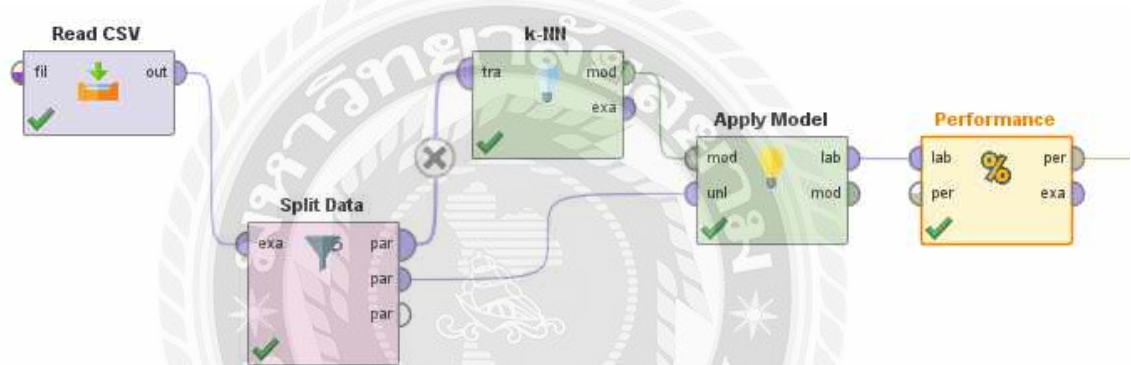 Read CSV
fil
out
k-NN
tra
mod
exa
Split Data
exa
par
par
par
Apply Model
mod
lab
unl
mod
Performance
%
lab
per
per
exa